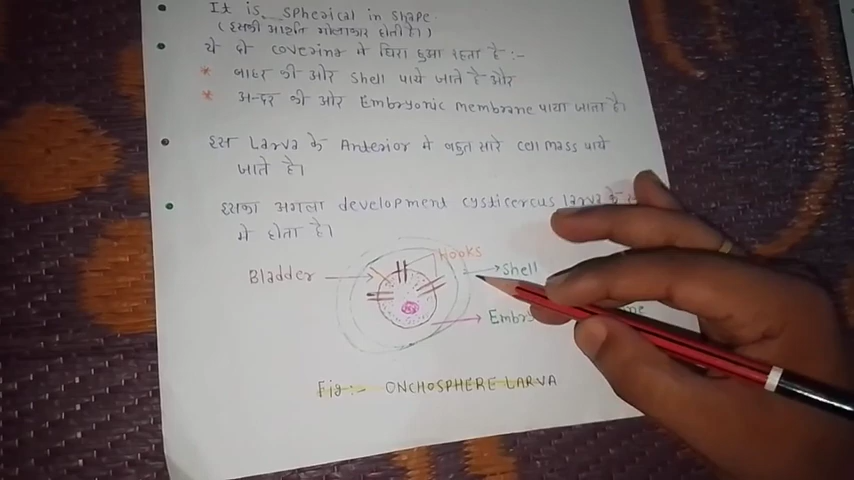 It is spherical in shape.
(इसकी आकृति गोलाकार होती है।)
ये दो covering मे घिरा हुआ रहता है :-
* बाहर की ओर shell पाये जाते है और
* अन्दर की ओर Embryonic membrane पाया जाता है।
इस Larva के Anterior मे बहुत सारे cell mass पाये
जाते है।
इसका अगला development cysticercus larva के
मे होता है।
Hooks
Bladder
Shell
Fig:- ONCHOSPHERE LARVA